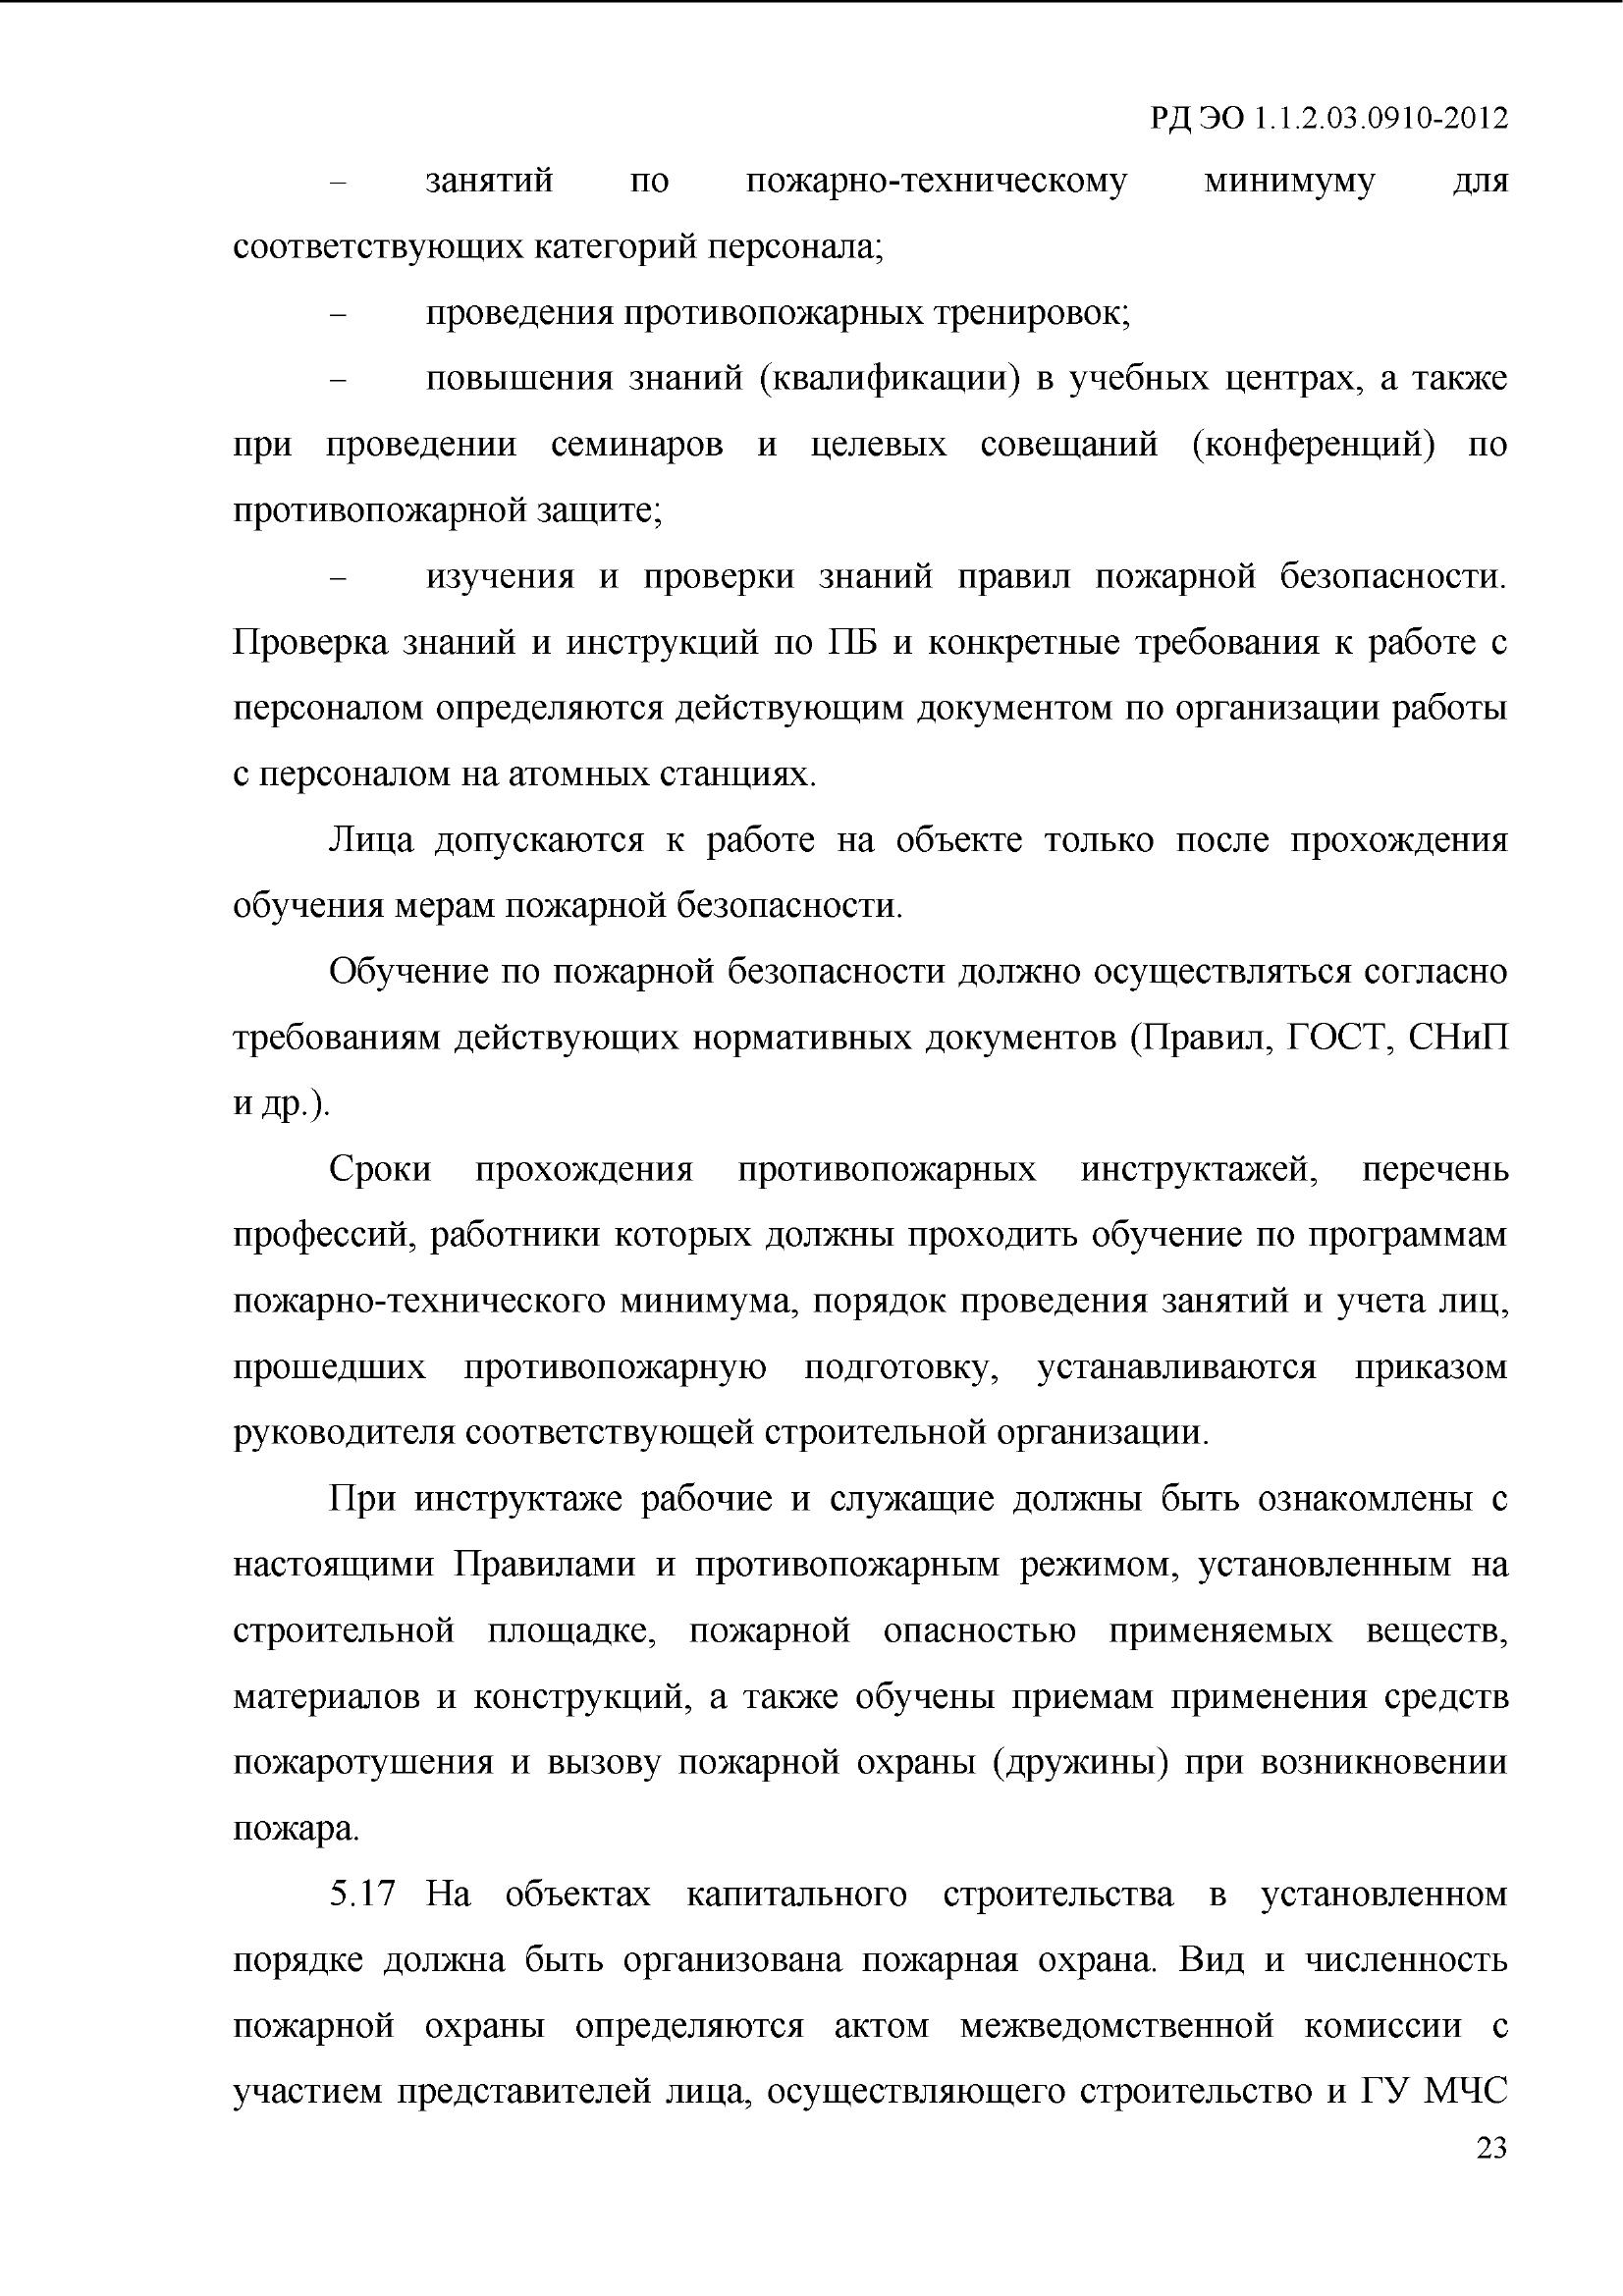 РД ЭО 1.1.2.03.0910-2012
– занятий по пожарно-техническому минимуму для
соответствующих категорий персонала;
– проведения противопожарных тренировок;
– повышения знаний (квалификации) в учебных центрах, а также
при проведении семинаров и целевых совещаний (конференций) по
противопожарной защите;
– изучения и проверки знаний правил пожарной безопасности.
Проверка знаний и инструкций по ПБ и конкретные требования к работе с
персоналом определяются действующим документом по организации работы
с персоналом на атомных станциях.
Лица допускаются к работе на объекте только после прохождения
обучения мерам пожарной безопасности.
Обучение по пожарной безопасности должно осуществляться согласно
требованиям действующих нормативных документов (Правил, ГОСТ, СНиП
и др.).
Сроки прохождения противопожарных инструктажей, перечень
профессий, работники которых должны проходить обучение по программам
пожарно-технического минимума, порядок проведения занятий и учета лиц,
прошедших противопожарную подготовку, устанавливаются приказом
руководителя соответствующей строительной организации.
При инструктаже рабочие и служащие должны быть ознакомлены с
настоящими Правилами и противопожарным режимом, установленным на
строительной площадке, пожарной опасностью применяемых веществ,
материалов и конструкций, а также обучены приемам применения средств
пожаротушения и вызову пожарной охраны (дружины) при возникновении
пожара.
5.17 На объектах капитального строительства в установленном
порядке должна быть организована пожарная охрана. Вид и численность
пожарной охраны определяются актом межведомственной комиссии с
участием представителей лица, осуществляющего строительство и ГУ МЧС
23